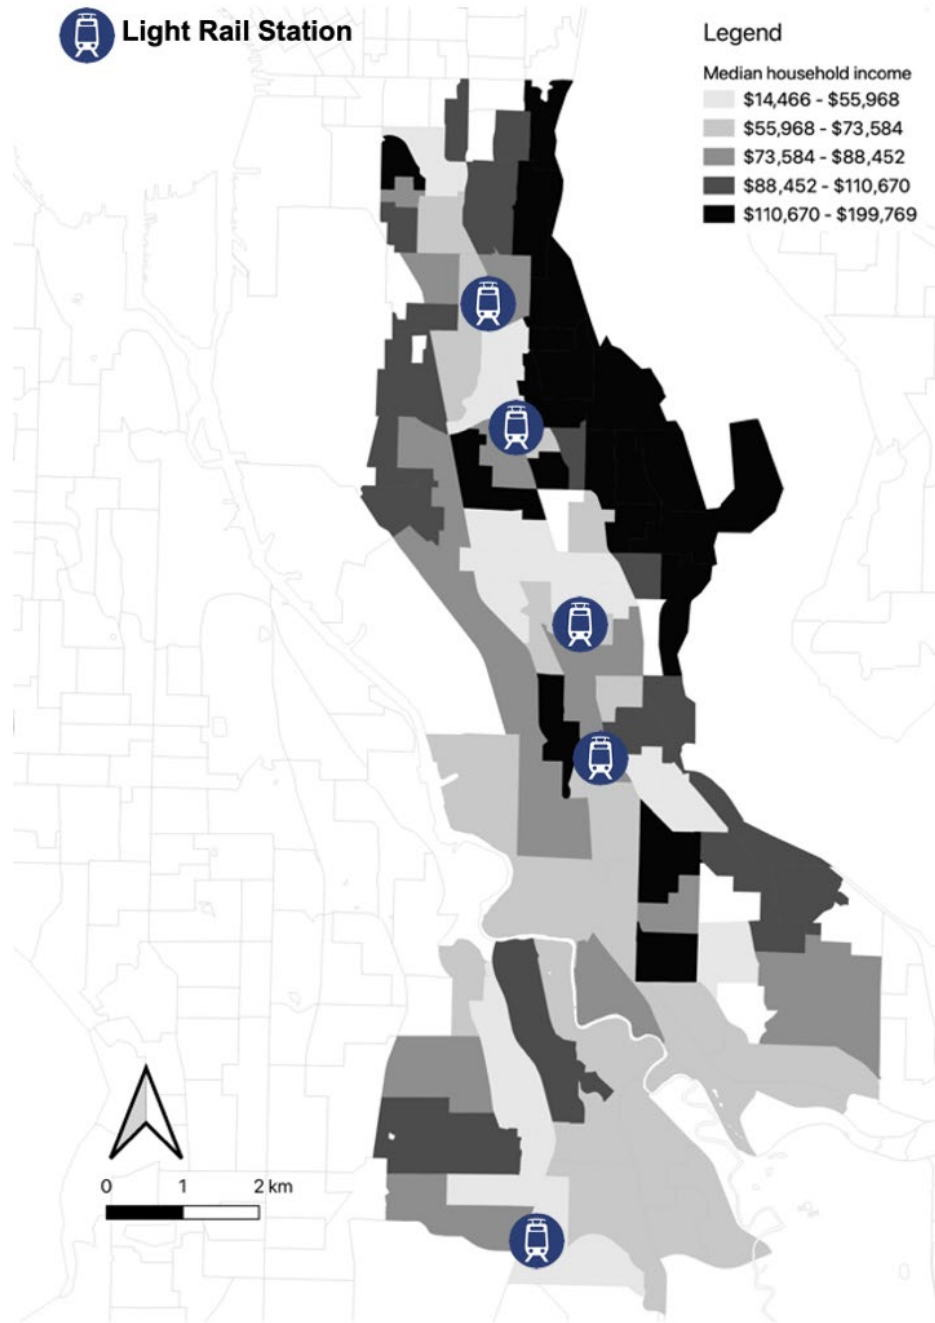 Light Rail Station
Legend
Median household income
$14,466 - $55,968
$55,968 - $73,584
$73,584 - $88,452
$88,452 - $110,670
$110,670 - $199,769
0 1 2 km